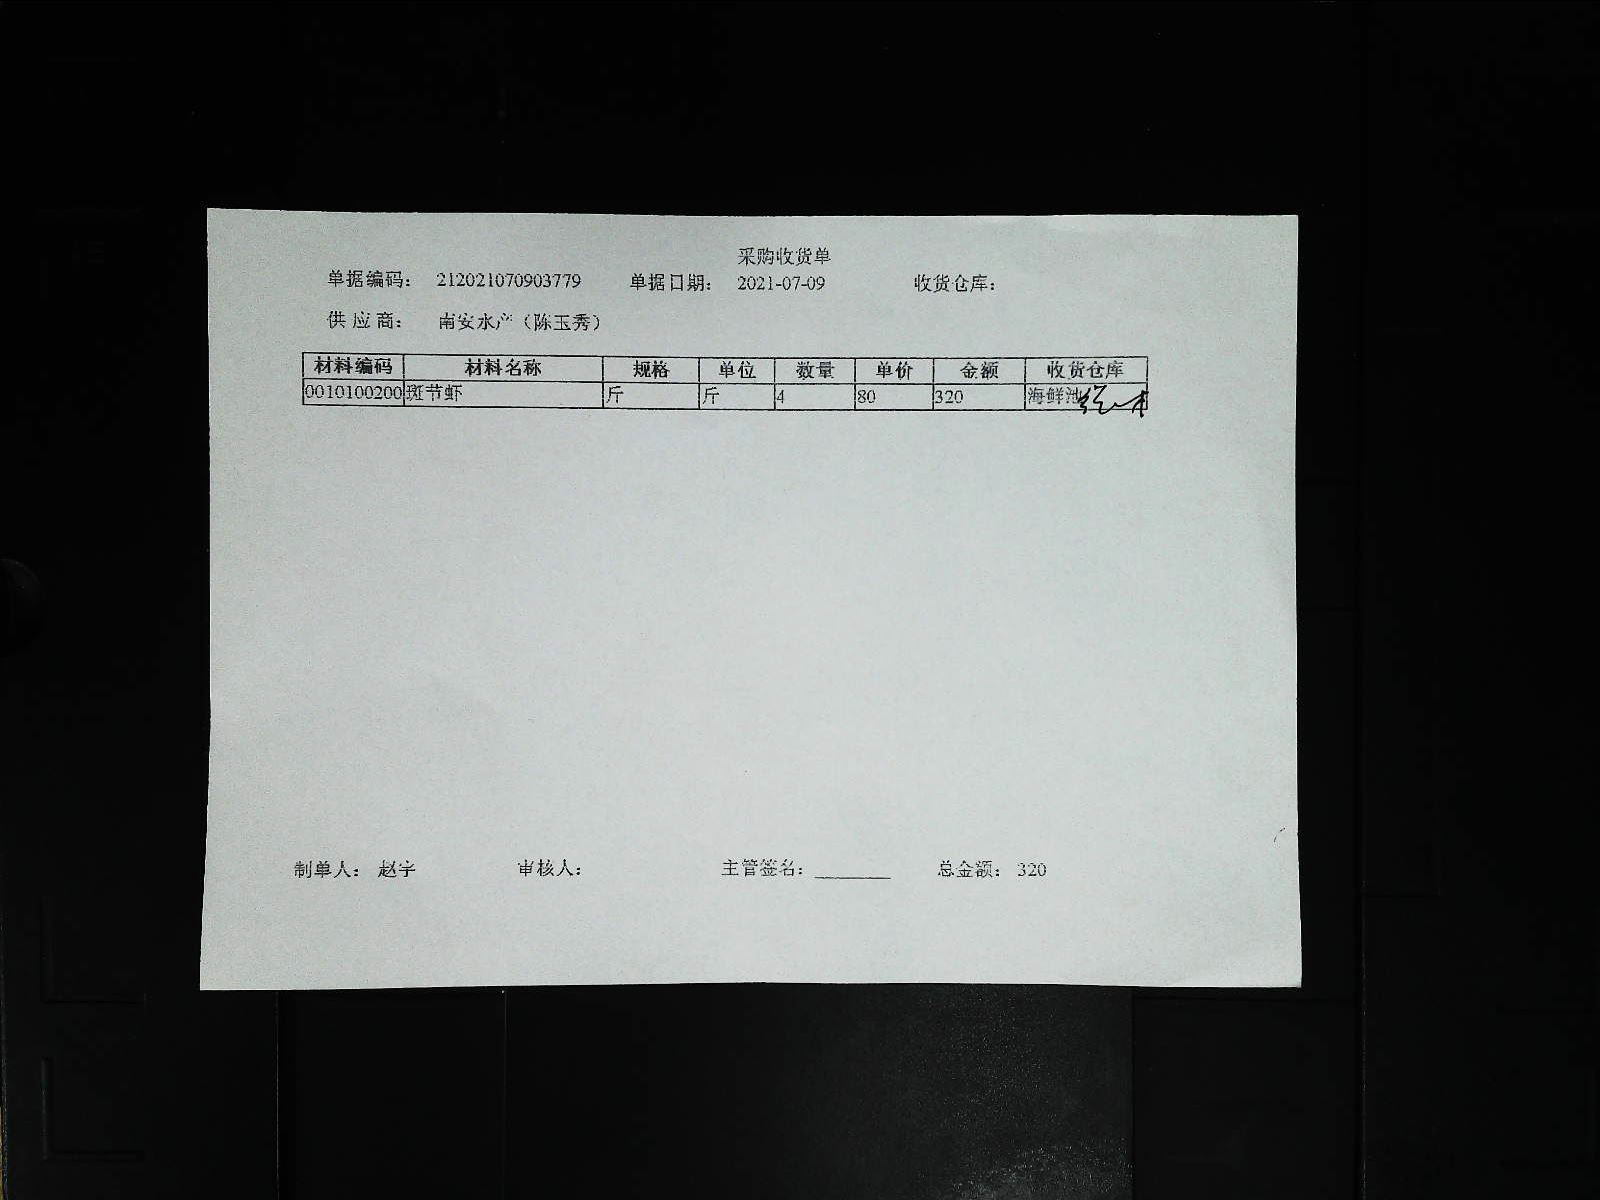 采购收货单
单据编码： 212021070903779 单据日期： 2021-07-09 收货仓库：
供 应 商： 南安水产（陈玉秀）
材料编码 材料名称 规格 单位 数量 单价 金额 收货仓库
0010100200 斑节虾 斤 斤 4 80 320 海鲜池
制单人： 赵宇 审核人： 主管签名： ________ 总金额： 320